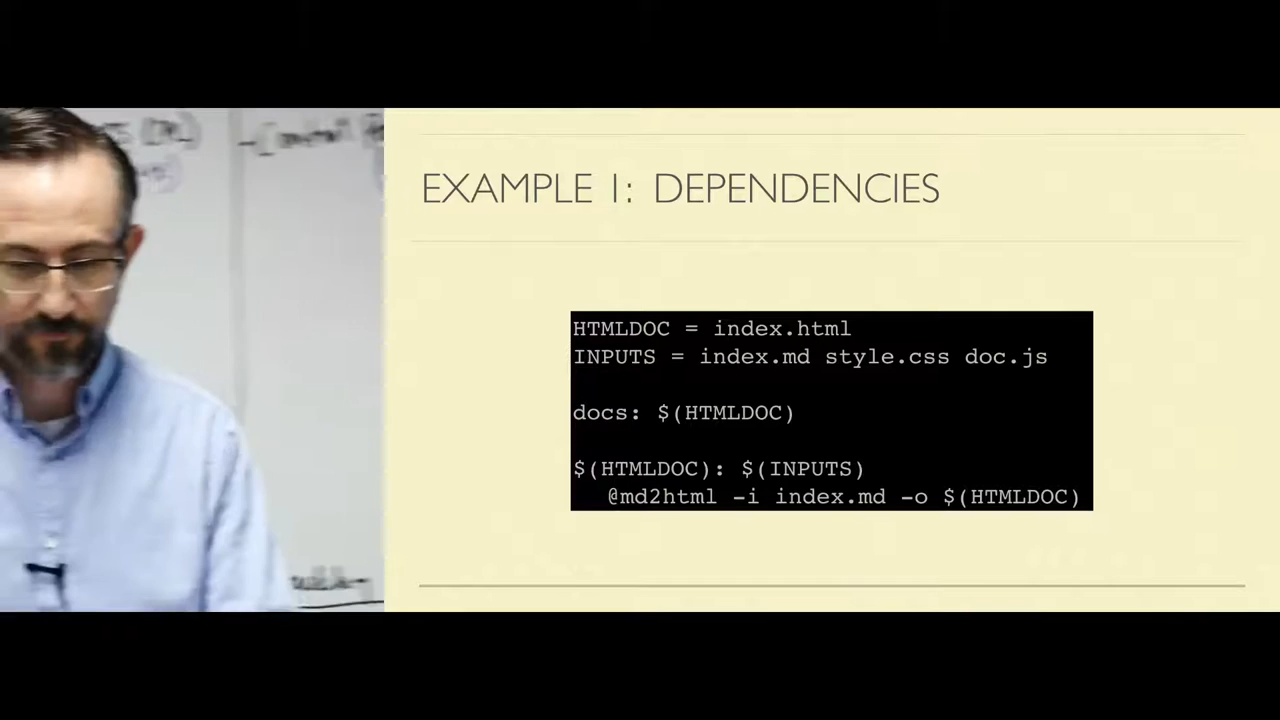 EXAMPLE 1: DEPENDENCIES
HTMLDOC = index.html
INPUTS = index.md style.css doc.js
docs: $(HTMLDOC)
$(HTMLDOC): $(INPUTS)
@md2html -i index.md -o $(HTMLDOC)